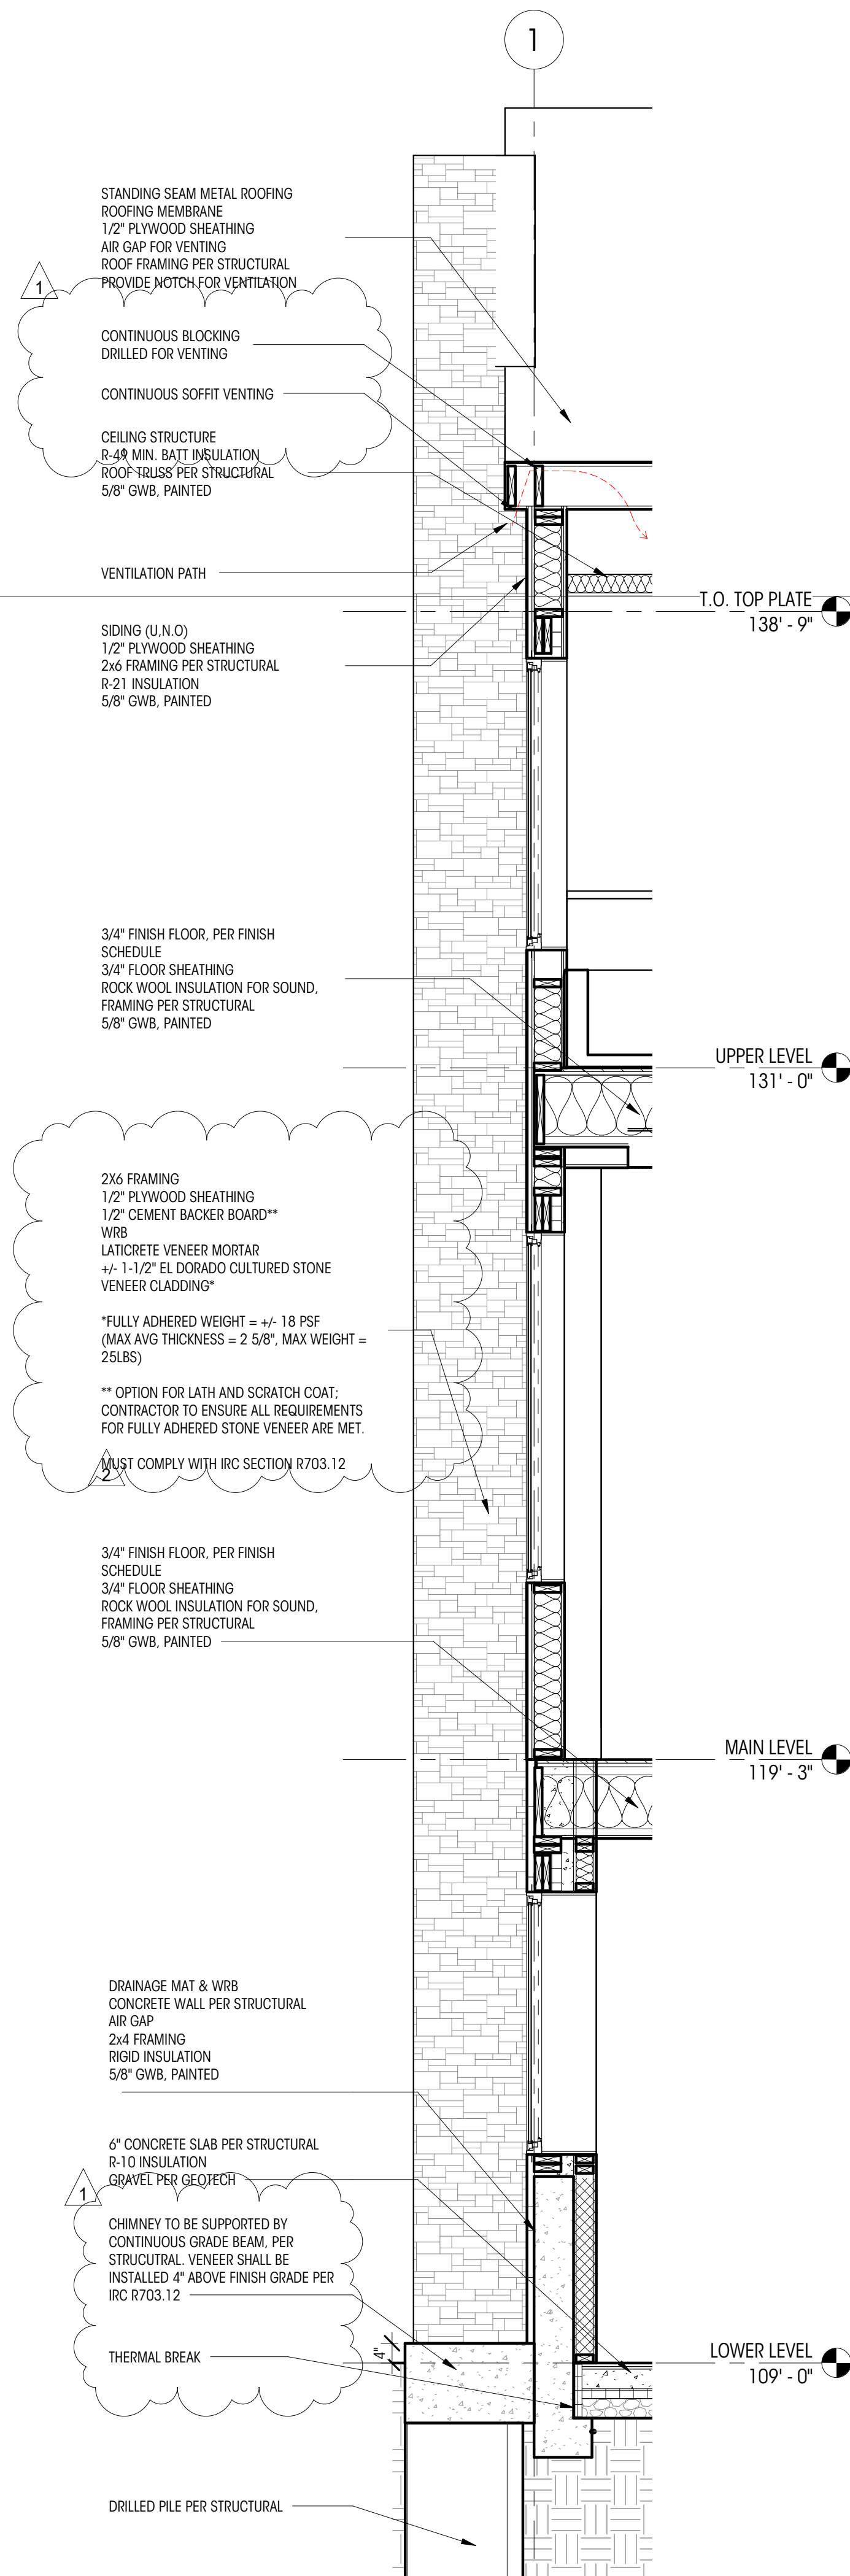 1
STANDING SEAM METAL ROOFING
ROOFING MEMBRANE
1/2" PLYWOOD SHEATHING
AIR GAP FOR VENTING
ROOF FRAMING PER STRUCTURAL
PROVIDE NOTCH FOR VENTILATION
1
CONTINUOUS BLOCKING
DRILLED FOR VENTING
CONTINUOUS SOFFIT VENTING
CEILING STRUCTURE
R-49 MIN. BATT INSULATION
ROOF TRUSS PER STRUCTURAL
5/8" GWB, PAINTED
VENTILATION PATH
T.O. TOP PLATE
138' - 9"
SIDING (U,N.O)
1/2" PLYWOOD SHEATHING
2x6 FRAMING PER STRUCTURAL
R-21 INSULATION
5/8" GWB, PAINTED
3/4" FINISH FLOOR, PER FINISH
SCHEDULE
3/4" FLOOR SHEATHING
ROCK WOOL INSULATION FOR SOUND,
FRAMING PER STRUCTURAL
5/8" GWB, PAINTED
UPPER LEVEL
131' - 0"
2X6 FRAMING
1/2" PLYWOOD SHEATHING
1/2" CEMENT BACKER BOARD**
WRB
LATICRETE VENEER MORTAR
+/- 1-1/2" EL DORADO CULTURED STONE
VENEER CLADDING*
*FULLY ADHERED WEIGHT = +/- 18 PSF
(MAX AVG THICKNESS = 2 5/8", MAX WEIGHT =
25LBS)
** OPTION FOR LATH AND SCRATCH COAT;
CONTRACTOR TO ENSURE ALL REQUIREMENTS
FOR FULLY ADHERED STONE VENEER ARE MET.
MUST COMPLY WITH IRC SECTION R703.12
2
3/4" FINISH FLOOR, PER FINISH
SCHEDULE
3/4" FLOOR SHEATHING
ROCK WOOL INSULATION FOR SOUND,
FRAMING PER STRUCTURAL
5/8" GWB, PAINTED
MAIN LEVEL
119' - 3"
DRAINAGE MAT & WRB
CONCRETE WALL PER STRUCTURAL
AIR GAP
2x4 FRAMING
RIGID INSULATION
5/8" GWB, PAINTED
6" CONCRETE SLAB PER STRUCTURAL
R-10 INSULATION
GRAVEL PER GEOTECH
1
CHIMNEY TO BE SUPPORTED BY
CONTINUOUS GRADE BEAM, PER
STRUCUTRAL. VENEER SHALL BE
INSTALLED 4" ABOVE FINISH GRADE PER
IRC R703.12
4"
THERMAL BREAK
LOWER LEVEL
109' - 0"
DRILLED PILE PER STRUCTURAL